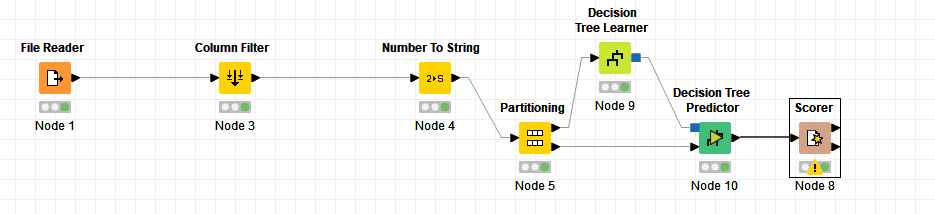 File Reader
Node 1
Column Filter
Node 3
Number To String
2 S
Node 4
Partitioning
Node 5
Decision
Tree Learner
Node 9
Decision Tree
Predictor
Node 10
Scorer
Node 8